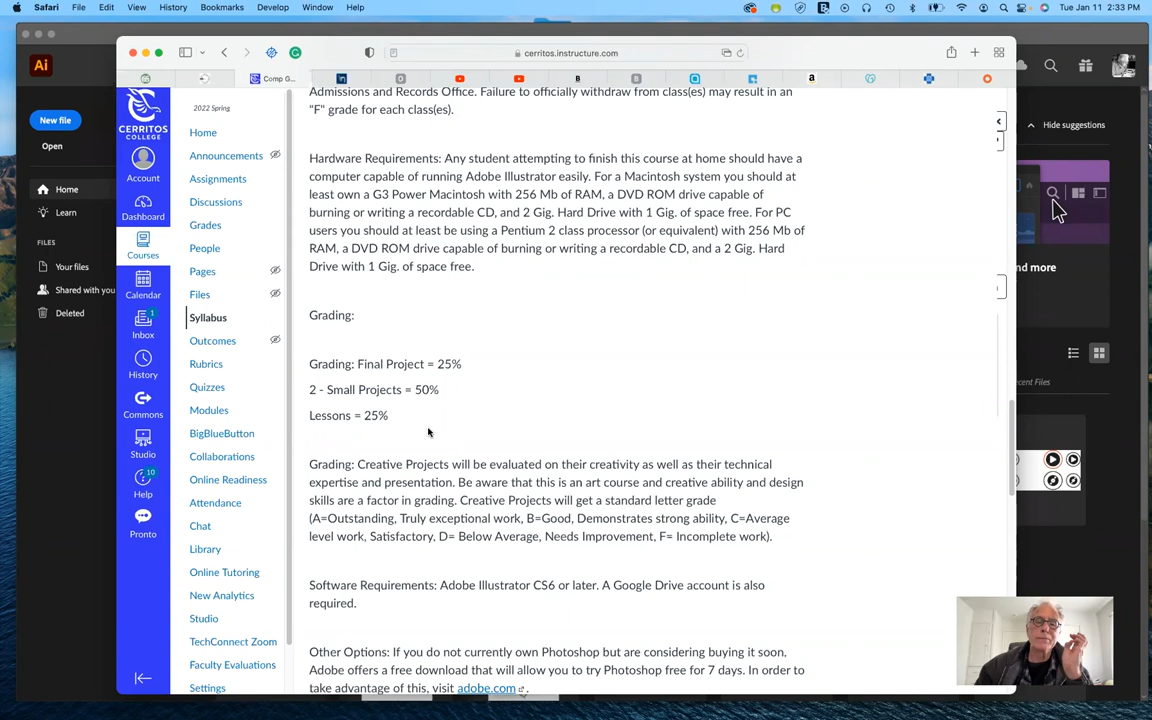 Safari File Edit View History Bookmarks Develop Window Help Tue Jan 11 2:33 PM
cerritos.instructure.com
Ai
Comp G...
New file
Open
Home
Learn
FILES
Your files
Shared with you
Deleted
Hide suggestions
nd more
ecent Files
CERRITOS
COLLEGE
Account
Dashboard
Courses
Calendar
1
Inbox
History
Commons
Studio
10
Help
Pronto
2022 Spring
Home
Announcements
Assignments
Discussions
Grades
People
Pages
Files
Syllabus
Outcomes
Rubrics
Quizzes
Modules
BigBlueButton
Collaborations
Online Readiness
Attendance
Chat
Library
Online Tutoring
New Analytics
Studio
TechConnect Zoom
Faculty Evaluations
Settings
Admissions and Records Office. Failure to officially withdraw from class(es) may result in an
"F" grade for each class(es).
Hardware Requirements: Any student attempting to finish this course at home should have a
computer capable of running Adobe Illustrator easily. For a Macintosh system you should at
least own a G3 Power Macintosh with 256 Mb of RAM, a DVD ROM drive capable of
burning or writing a recordable CD, and 2 Gig. Hard Drive with 1 Gig. of space free. For PC
users you should at least be using a Pentium 2 class processor (or equivalent) with 256 Mb of
RAM, a DVD ROM drive capable of burning or writing a recordable CD, and a 2 Gig. Hard
Drive with 1 Gig. of space free.
Grading:
Grading: Final Project = 25%
2 - Small Projects = 50%
Lessons = 25%
Grading: Creative Projects will be evaluated on their creativity as well as their technical
expertise and presentation. Be aware that this is an art course and creative ability and design
skills are a factor in grading. Creative Projects will get a standard letter grade
(A=Outstanding, Truly exceptional work, B=Good, Demonstrates strong ability, C=Average
level work, Satisfactory, D= Below Average, Needs Improvement, F= Incomplete work).
Software Requirements: Adobe Illustrator CS6 or later. A Google Drive account is also
required.
Other Options: If you do not currently own Photoshop but are considering buying it soon,
Adobe offers a free download that will allow you to try Photoshop free for 7 days. In order to
take advantage of this, visit adobe.com .